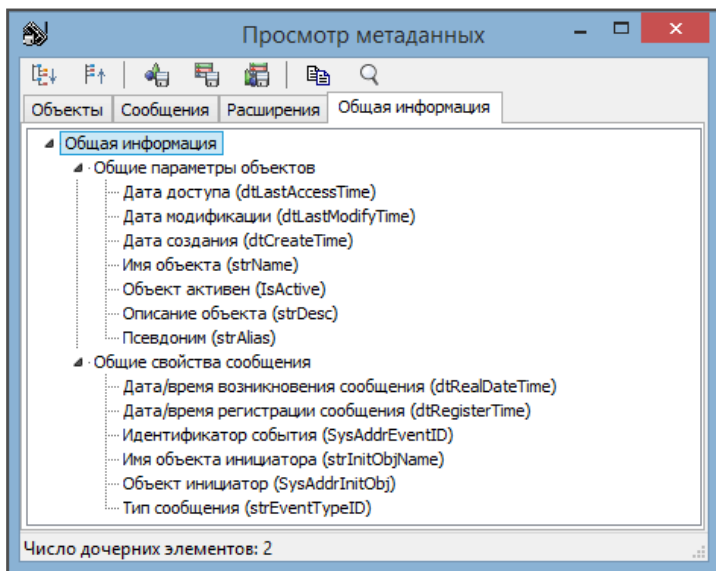 Просмотр метаданных
Объекты Сообщения Расширения Общая информация
Общая информация
Общие параметры объектов
Дата доступа (dtLastAccessTime)
Дата модификации (dtLastModifyTime)
Дата создания (dtCreateTime)
Имя объекта (strName)
Объект активен (IsActive)
Описание объекта (strDesc)
Псевдоним (strAlias)
Общие свойства сообщения
Дата/время возникновения сообщения (dtRealDateTime)
Дата/время регистрации сообщения (dtRegisterTime)
Идентификатор события (SysAddrEventID)
Имя объекта инициатора (strInitObjName)
Объект инициатор (SysAddrInitObj)
Тип сообщения (strEventTypeID)
Число дочерних элементов: 2